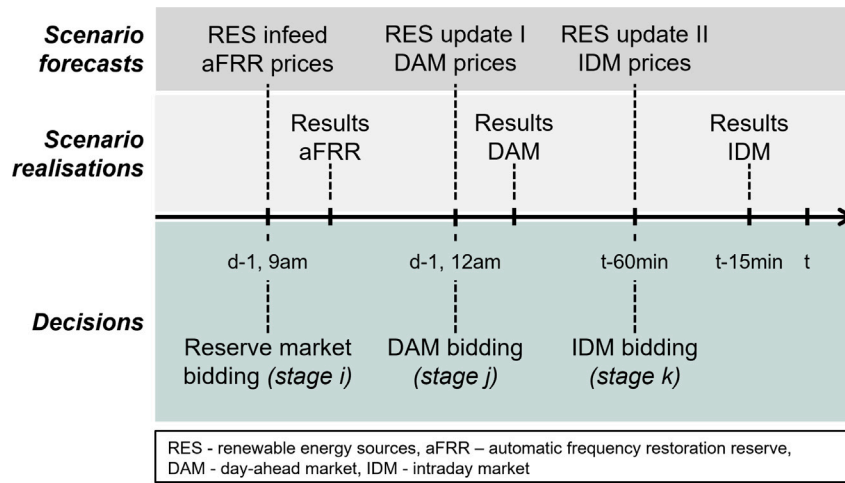 Scenario forecasts
RES infeed
aFRR prices
RES update I
DAM prices
RES update II
IDM prices
Scenario realisations
Results
aFRR
Results
DAM
Results
IDM
d-1, 9am
d-1, 12am
t-60min
t-15min
t
Decisions
Reserve market
bidding (stage i)
DAM bidding
(stage j)
IDM bidding
(stage k)
RES - renewable energy sources, aFRR – automatic frequency restoration reserve,
DAM - day-ahead market, IDM - intraday market